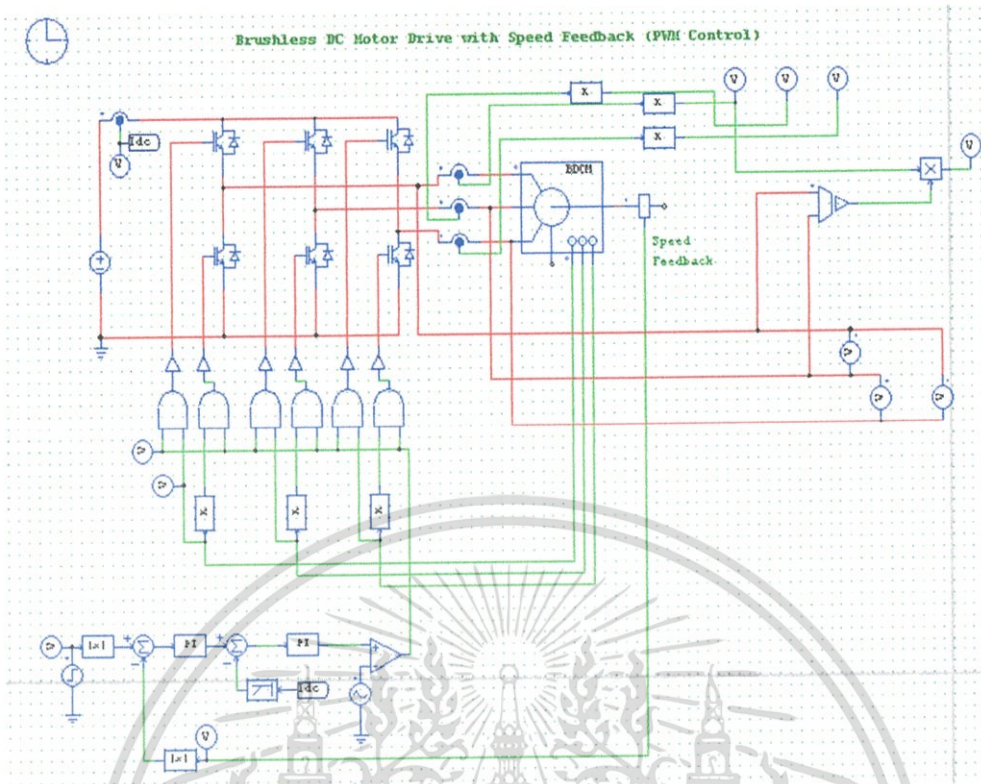 Brushless DC Motor Drive with Speed Feedback (PWM Control)
V
V
V
K
K
K
Idc
V
V
BDCM
Speed
Feedback
V
V
V
V
V
K
K
K
V
|x|
PI
PI
Idc
V
|x|